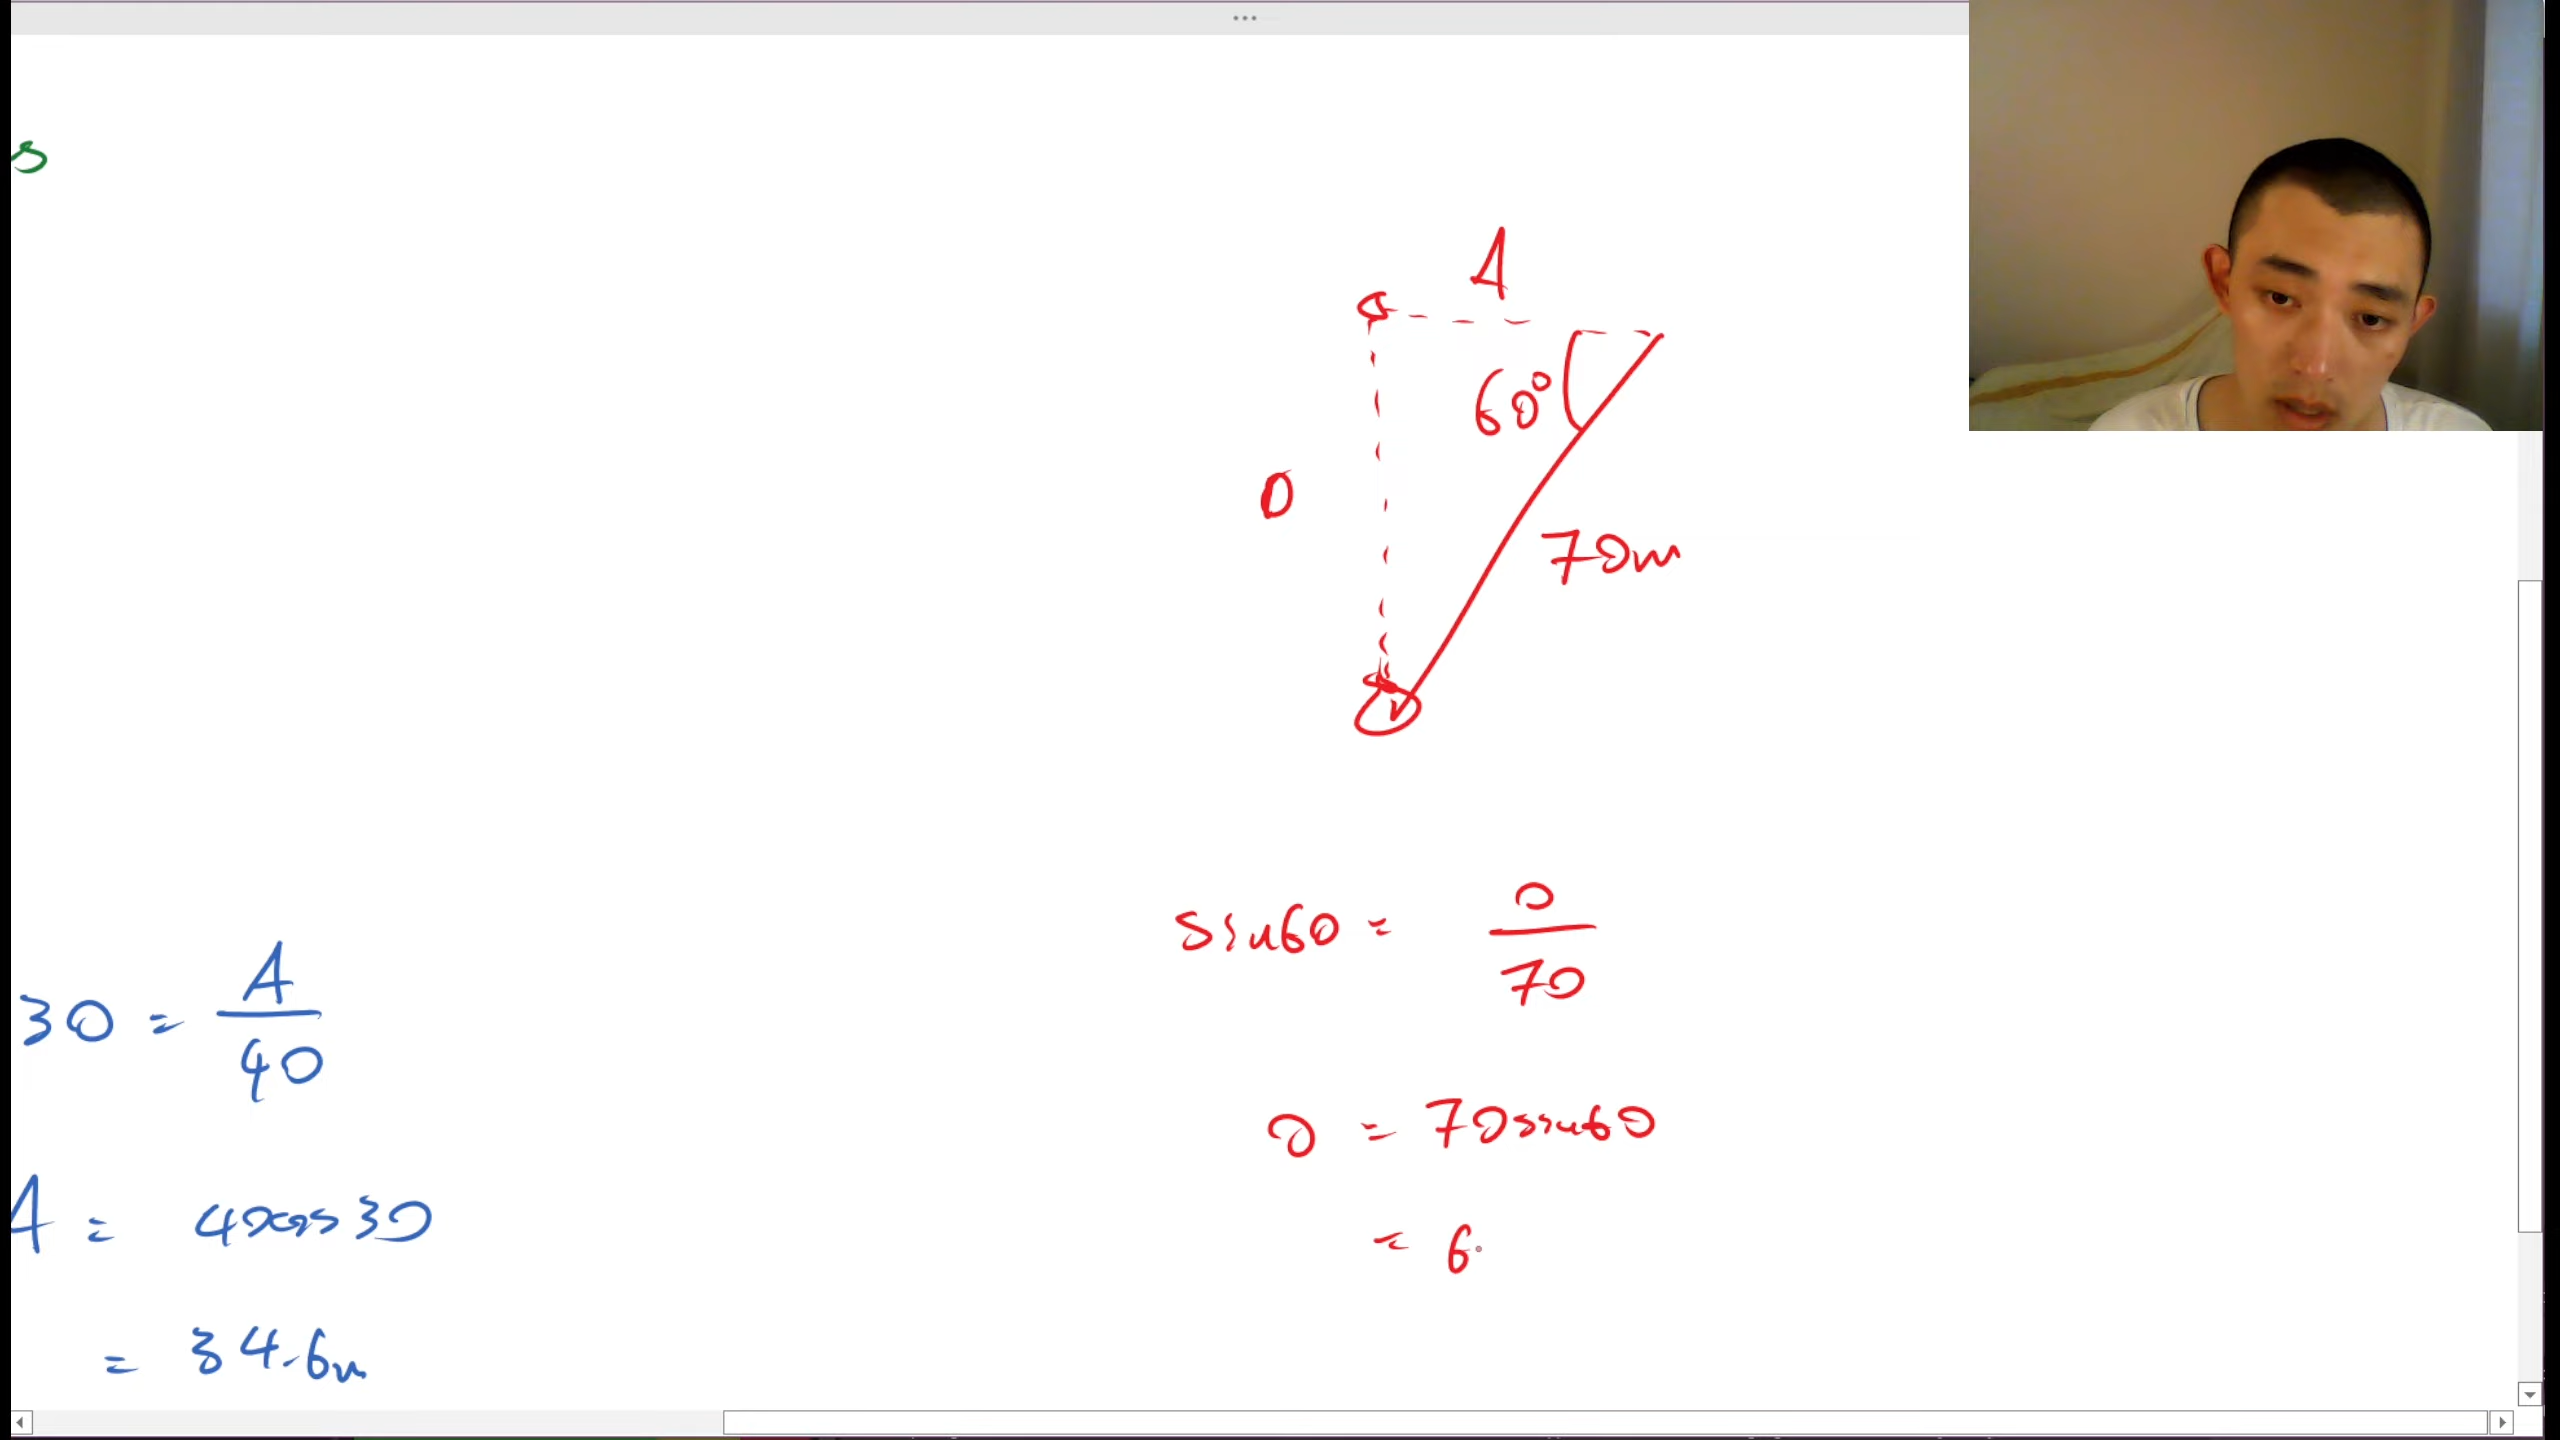 s
A
60°
O
70m
sin60 = O
70
30 = A
40
O = 70sin60
A = 40cos30
= 6.
= 34.6m